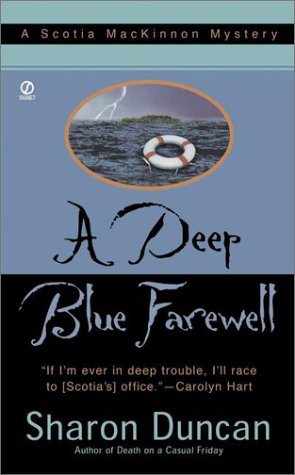 A Scotia MacKinnon Mystery
SIGNET
A Deep
Blue Farewell
"If I'm ever in deep trouble, I'll race
to [Scotia's] office."—Carolyn Hart
Sharon Duncan
Author of Death on a Casual Friday